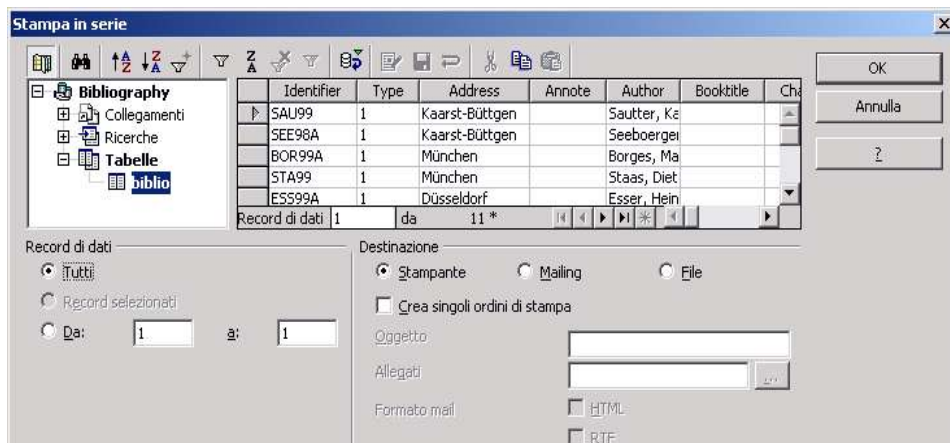 Stampa in serie
OK
Annulla
?
Bibliography
Collegamenti
Ricerche
Tabelle
biblio
Identifier Type Address Annote Author Booktitle Cha
SAU99 1 Kaarst-Büttgen Sautter, Ka
SEE98A 1 Kaarst-Büttgen Seeboerger
BOR99A 1 München Borges, Ma
STA99 1 München Staas, Diet
ESS99A 1 Düsseldorf Esser, Hein
Record di dati 1 da 11 *
Record di dati
Tutti
Record selezionati
Da: 1 a: 1
Destinazione
Stampante Mailing File
Crea singoli ordini di stampa
Oggetto
Allegati ...
Formato mail HTML
RTF